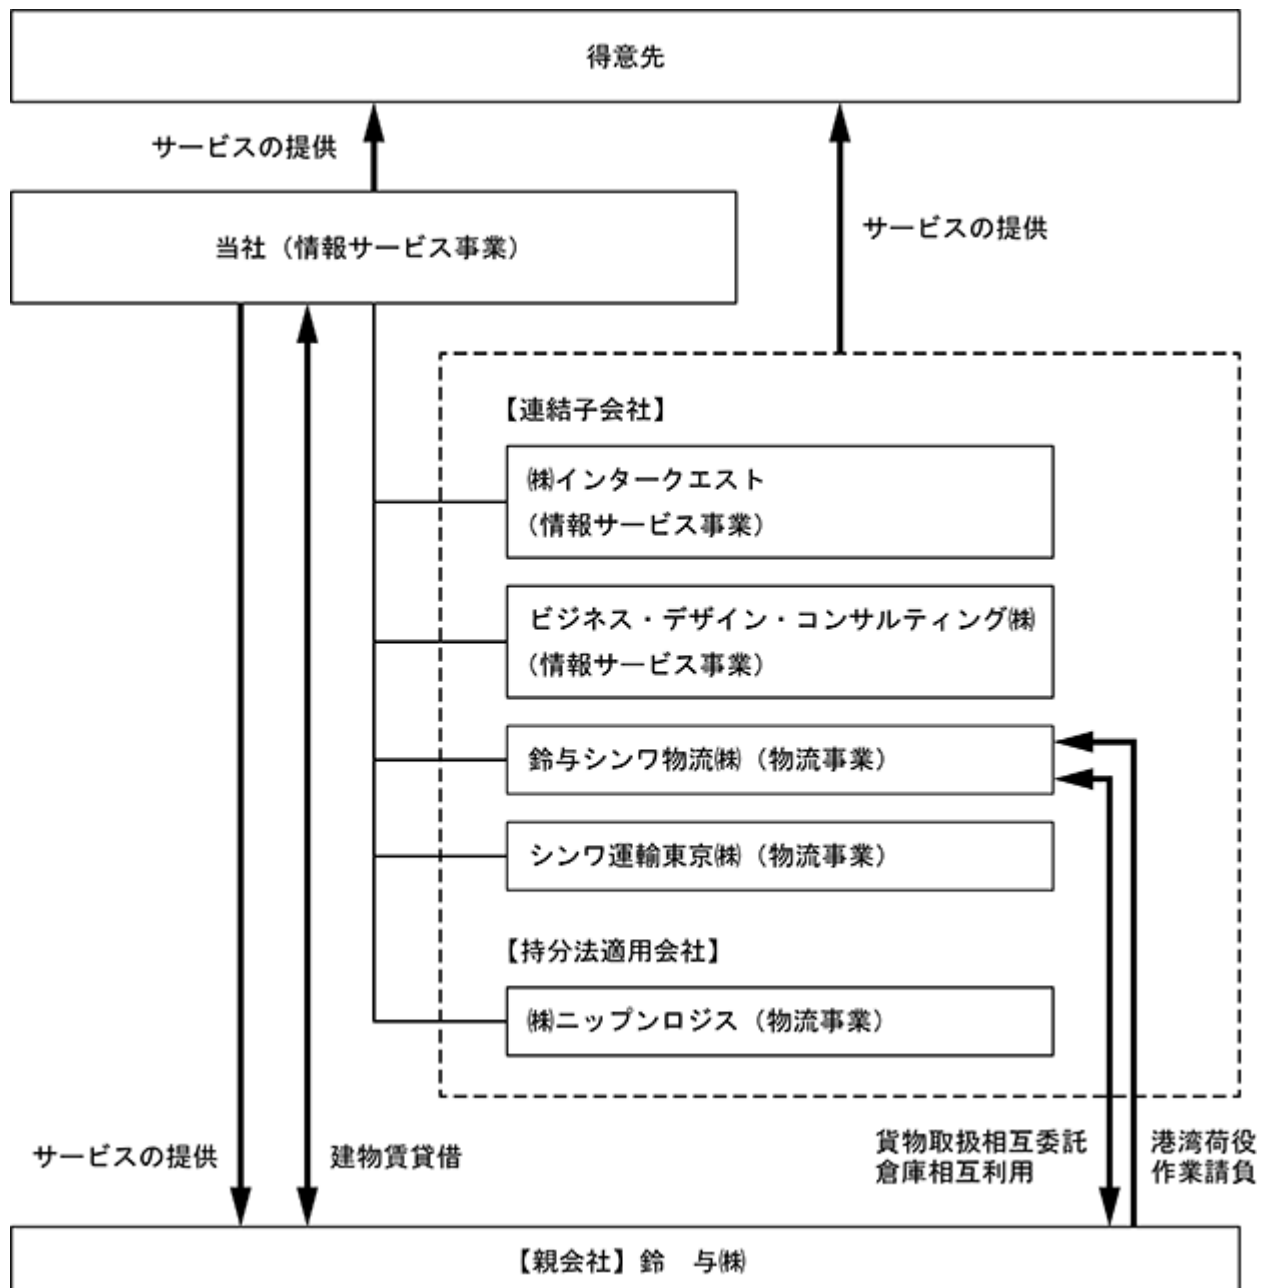 得意先
サービスの提供
当社（情報サービス事業）
サービスの提供
【連結子会社】
㈱インタークエスト
（情報サービス事業）
ビジネス・デザイン・コンサルティング㈱
（情報サービス事業）
鈴与シンワ物流㈱（物流事業）
シンワ運輸東京㈱（物流事業）
【持分法適用会社】
㈱ニップンロジス（物流事業）
サービスの提供
建物賃貸借
貨物取扱相互委託
倉庫相互利用
港湾荷役
作業請負
【親会社】鈴　与㈱